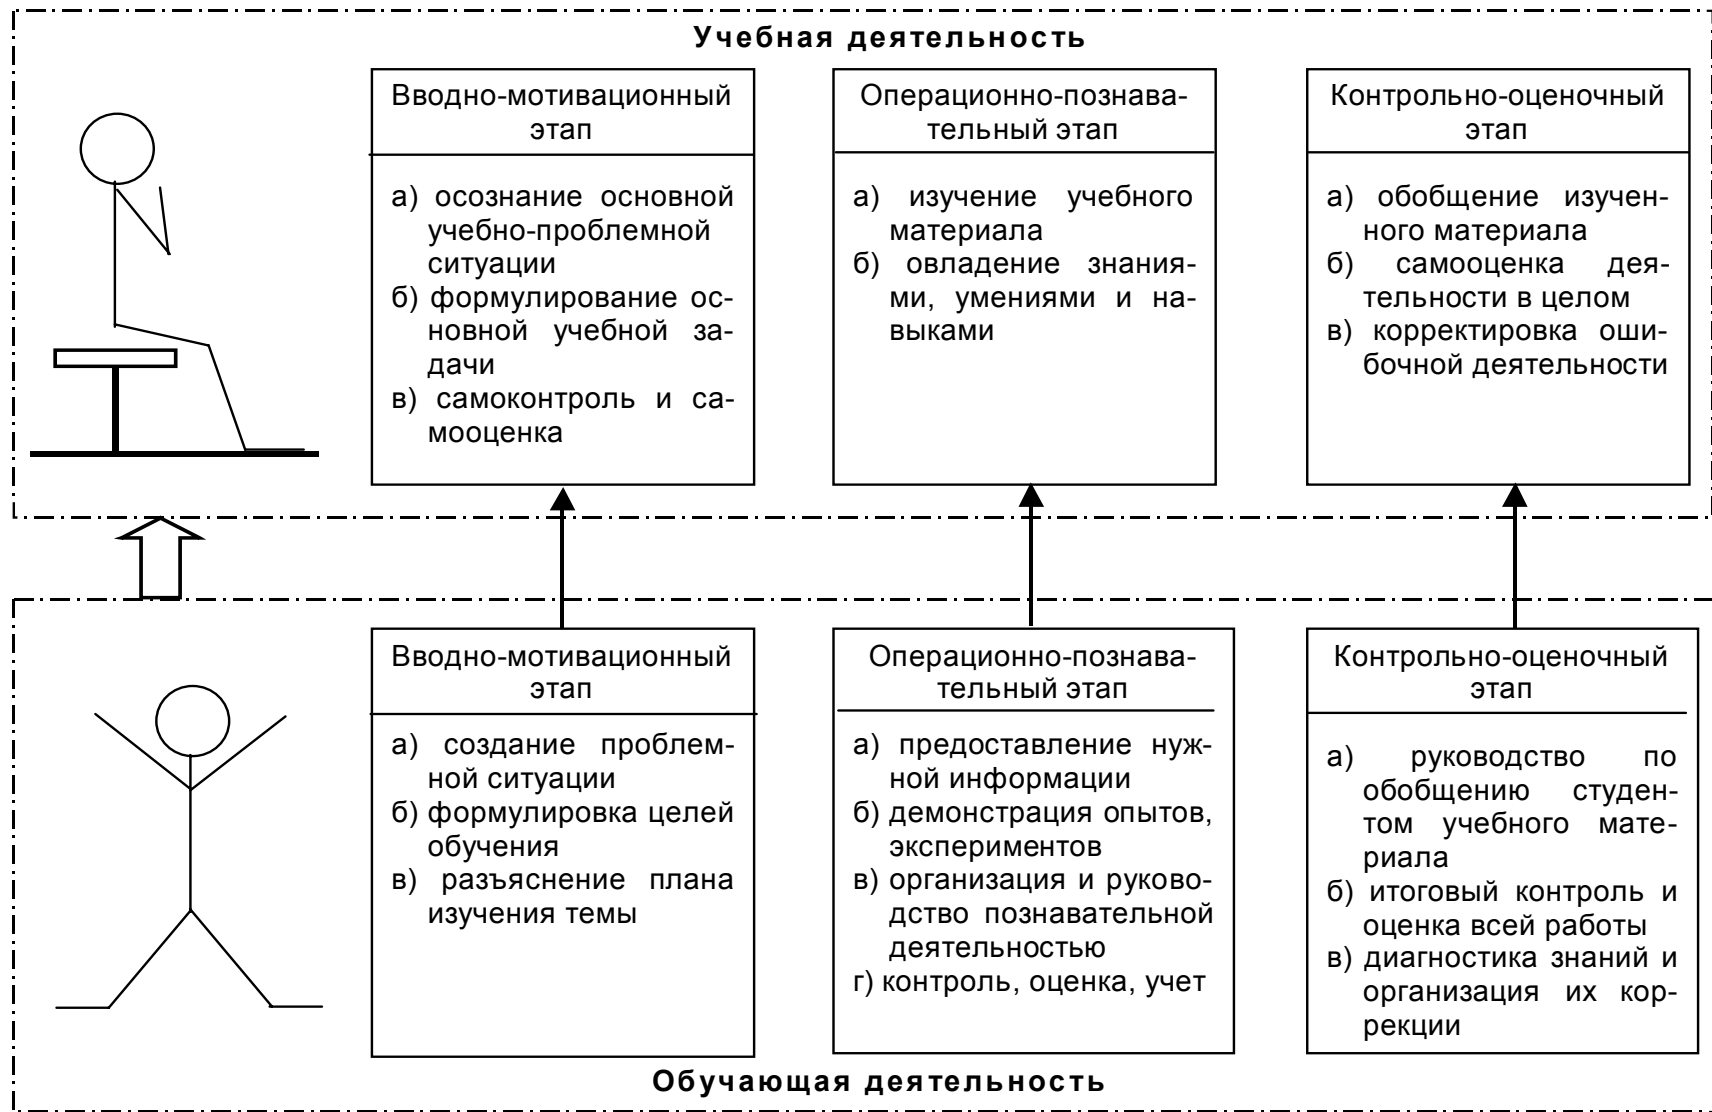 Учебная деятельность
Вводно-мотивационный
этап
а) осознание основной
учебно-проблемной
ситуации
б) формулирование ос-
новной учебной за-
дачи
в) самоконтроль и са-
мооценка
Операционно-познава-
тельный этап
а) изучение учебного
материала
б) овладение знания-
ми, умениями и на-
выками
Контрольно-оценочный
этап
а) обобщение изучен-
ного материала
б) самооценка дея-
тельности в целом
в) корректировка оши-
бочной деятельности
Вводно-мотивационный
этап
а) создание проблем-
ной ситуации
б) формулировка целей
обучения
в) разъяснение плана
изучения темы
Операционно-познава-
тельный этап
а) предоставление нуж-
ной информации
б) демонстрация опытов,
экспериментов
в) организация и руково-
дство познавательной
деятельностью
г) контроль, оценка, учет
Контрольно-оценочный
этап
а) руководство по
обобщению студен-
том учебного мате-
риала
б) итоговый контроль и
оценка всей работы
в) диагностика знаний и
организация их кор-
рекции
Обучающая деятельность